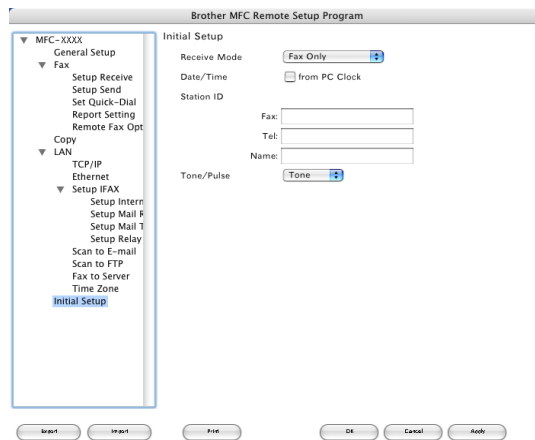 Brother MFC Remote Setup Program
MFC-XXXX
General Setup
Fax
Setup Receive
Setup Send
Set Quick-Dial
Report Setting
Remote Fax Opt
Copy
LAN
TCP/IP
Ethernet
Setup IFAX
Setup Intern
Setup Mail R
Setup Mail T
Setup Relay
Scan to E-mail
Scan to FTP
Fax to Server
Time Zone
Initial Setup
Initial Setup
Receive Mode Fax Only
Date/Time from PC Clock
Station ID
Fax:
Tel:
Name:
Tone/Pulse Tone
Export Import Print OK Cancel Apply